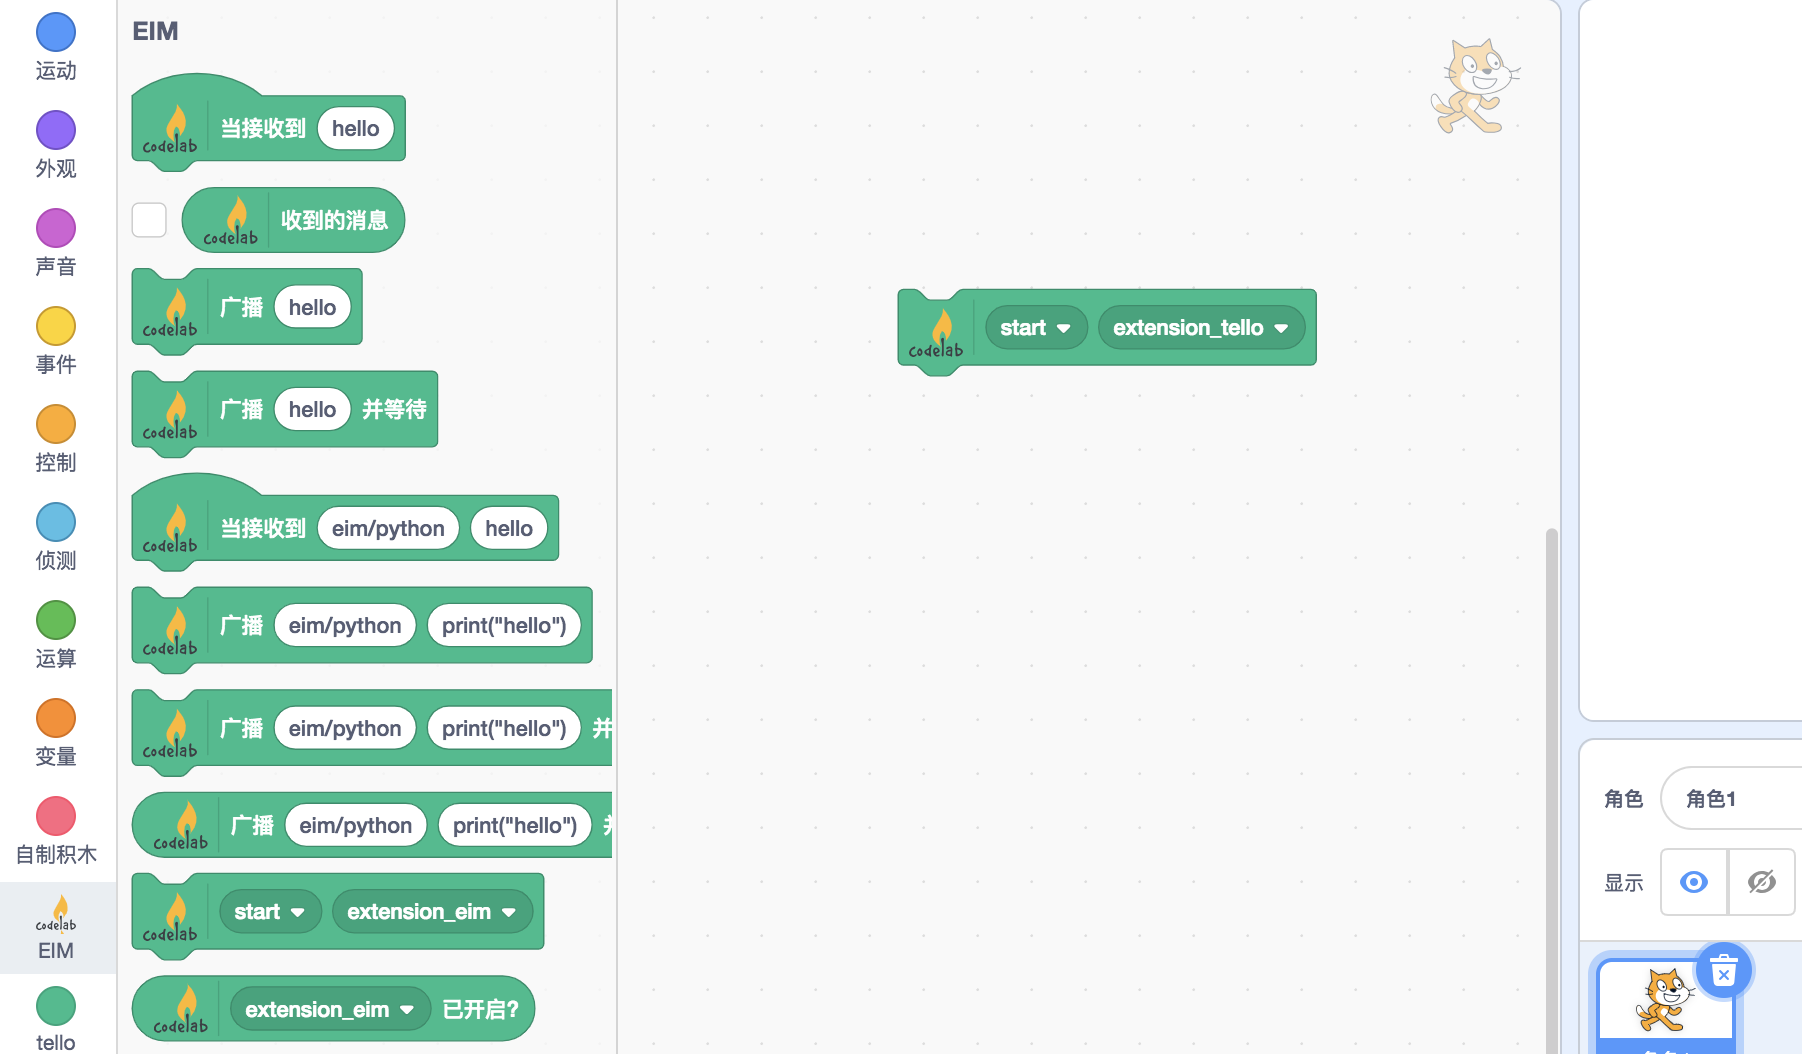 运动
外观
声音
事件
控制
侦测
运算
变量
自制积木
codelab
EIM
tello
EIM
codelab 当接收到 hello
codelab 收到的消息
codelab 广播 hello
codelab 广播 hello 并等待
codelab 当接收到 eim/python hello
codelab 广播 eim/python print("hello")
codelab 广播 eim/python print("hello") 并
codelab 广播 eim/python print("hello")
codelab start extension_eim
codelab extension_eim 已开启?
codelab start extension_tello
角色 角色1
显示